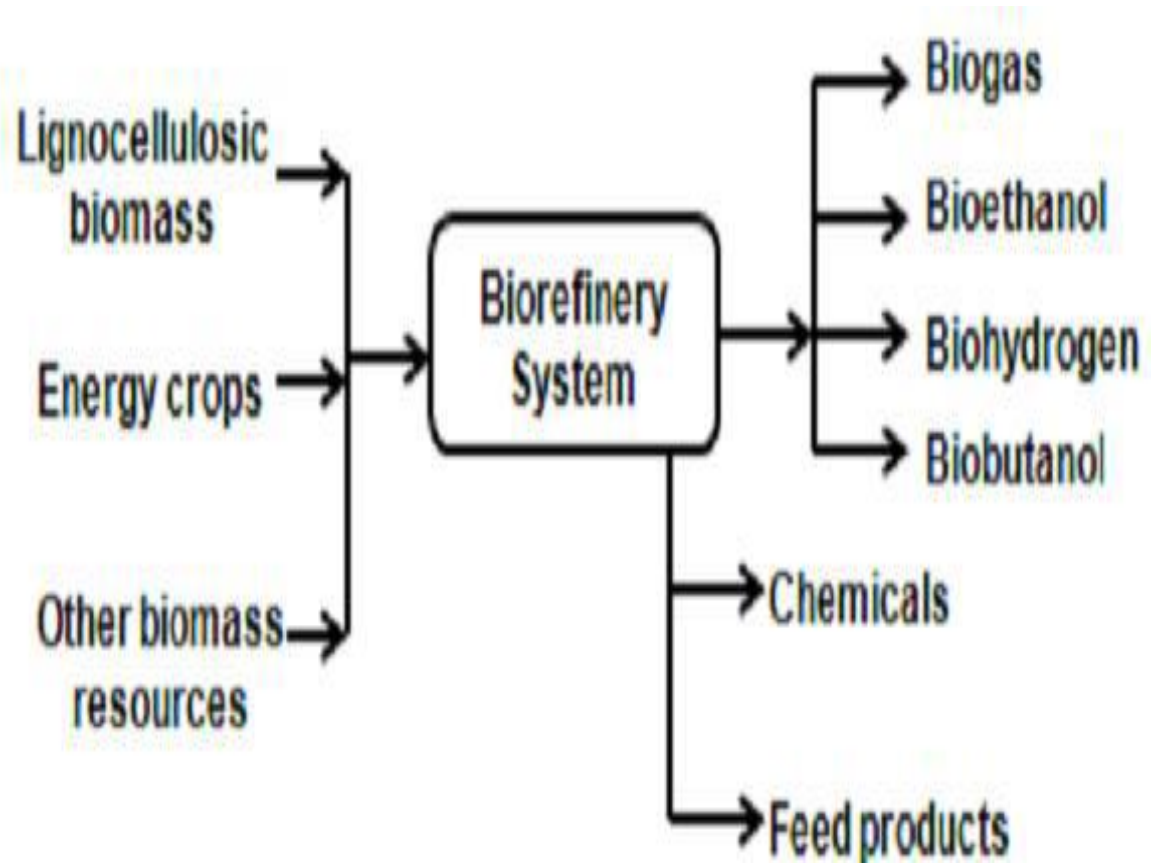 Lignocellulosic
biomass
Energy crops
Other biomass
resources
Biorefinery
System
Biogas
Bioethanol
Biohydrogen
Biobutanol
Chemicals
Feed products